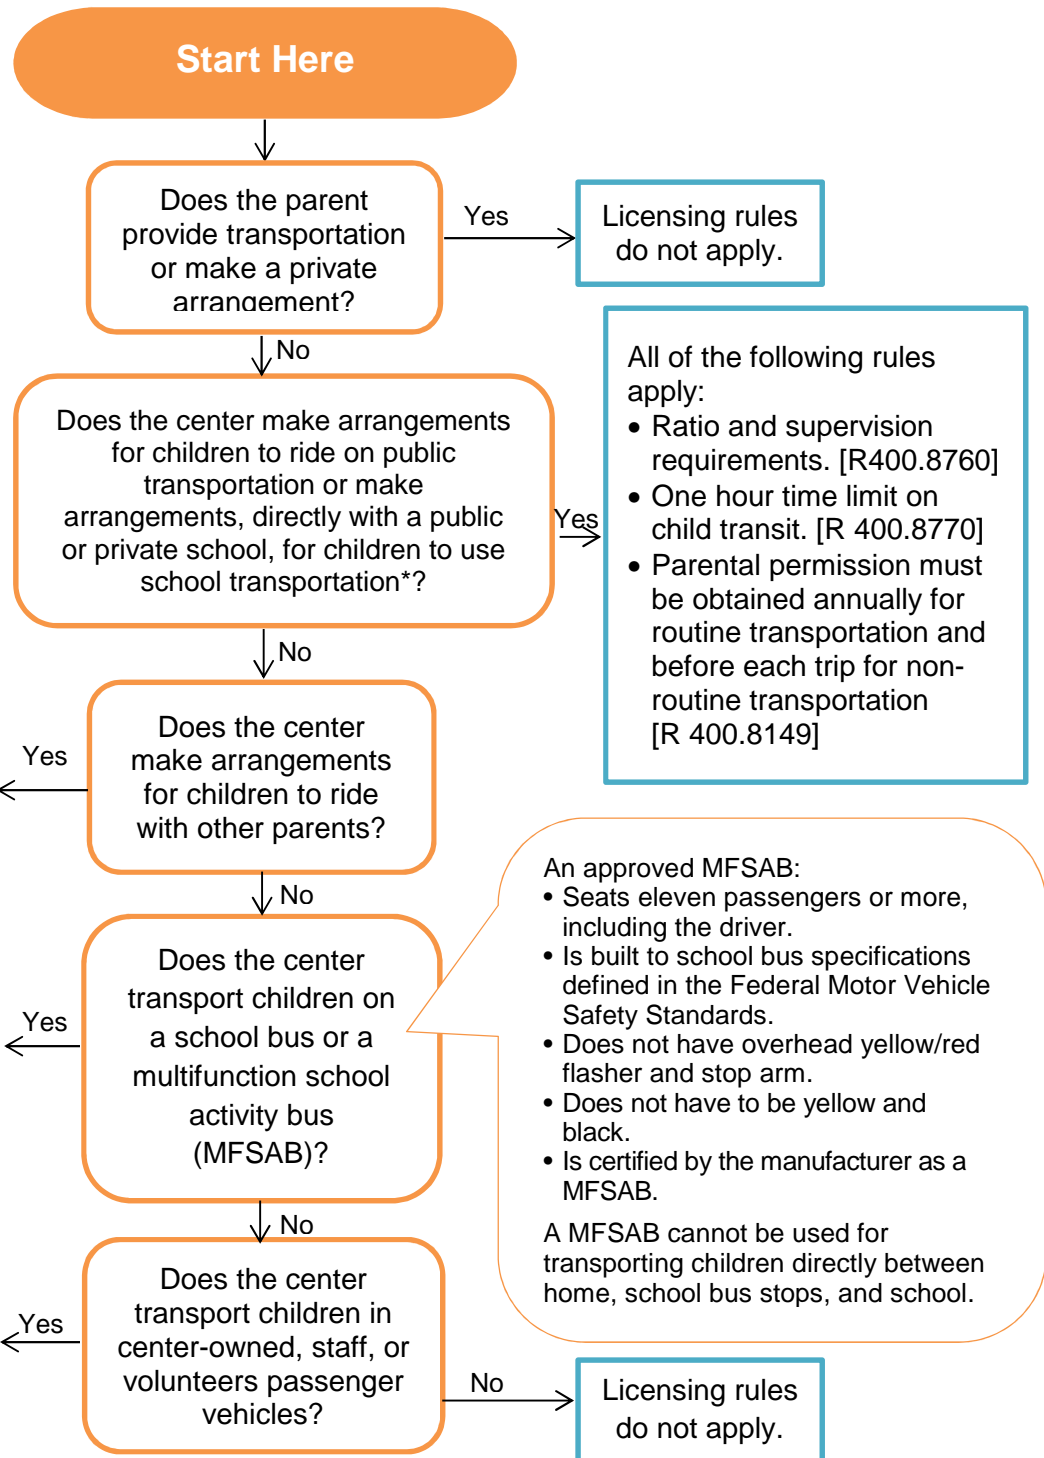 Start Here
Does the parent
provide transportation
or make a private
arrangement?
Yes
Licensing rules
do not apply.
No
Does the center make arrangements
for children to ride on public
transportation or make
arrangements, directly with a public
or private school, for children to use
school transportation*?
Yes
All of the following rules
apply:
• Ratio and supervision
requirements. [R400.8760]
• One hour time limit on
child transit. [R 400.8770]
• Parental permission must
be obtained annually for
routine transportation and
before each trip for non-
routine transportation
[R 400.8149]
No
Does the center
make arrangements
for children to ride
with other parents?
Yes
No
Does the center
transport children on
a school bus or a
multifunction school
activity bus
(MFSAB)?
Yes
An approved MFSAB:
• Seats eleven passengers or more,
including the driver.
• Is built to school bus specifications
defined in the Federal Motor Vehicle
Safety Standards.
• Does not have overhead yellow/red
flasher and stop arm.
• Does not have to be yellow and
black.
• Is certified by the manufacturer as a
MFSAB.
A MFSAB cannot be used for
transporting children directly between
home, school bus stops, and school.
No
Does the center
transport children in
center-owned, staff, or
volunteers passenger
vehicles?
Yes
No
Licensing rules
do not apply.